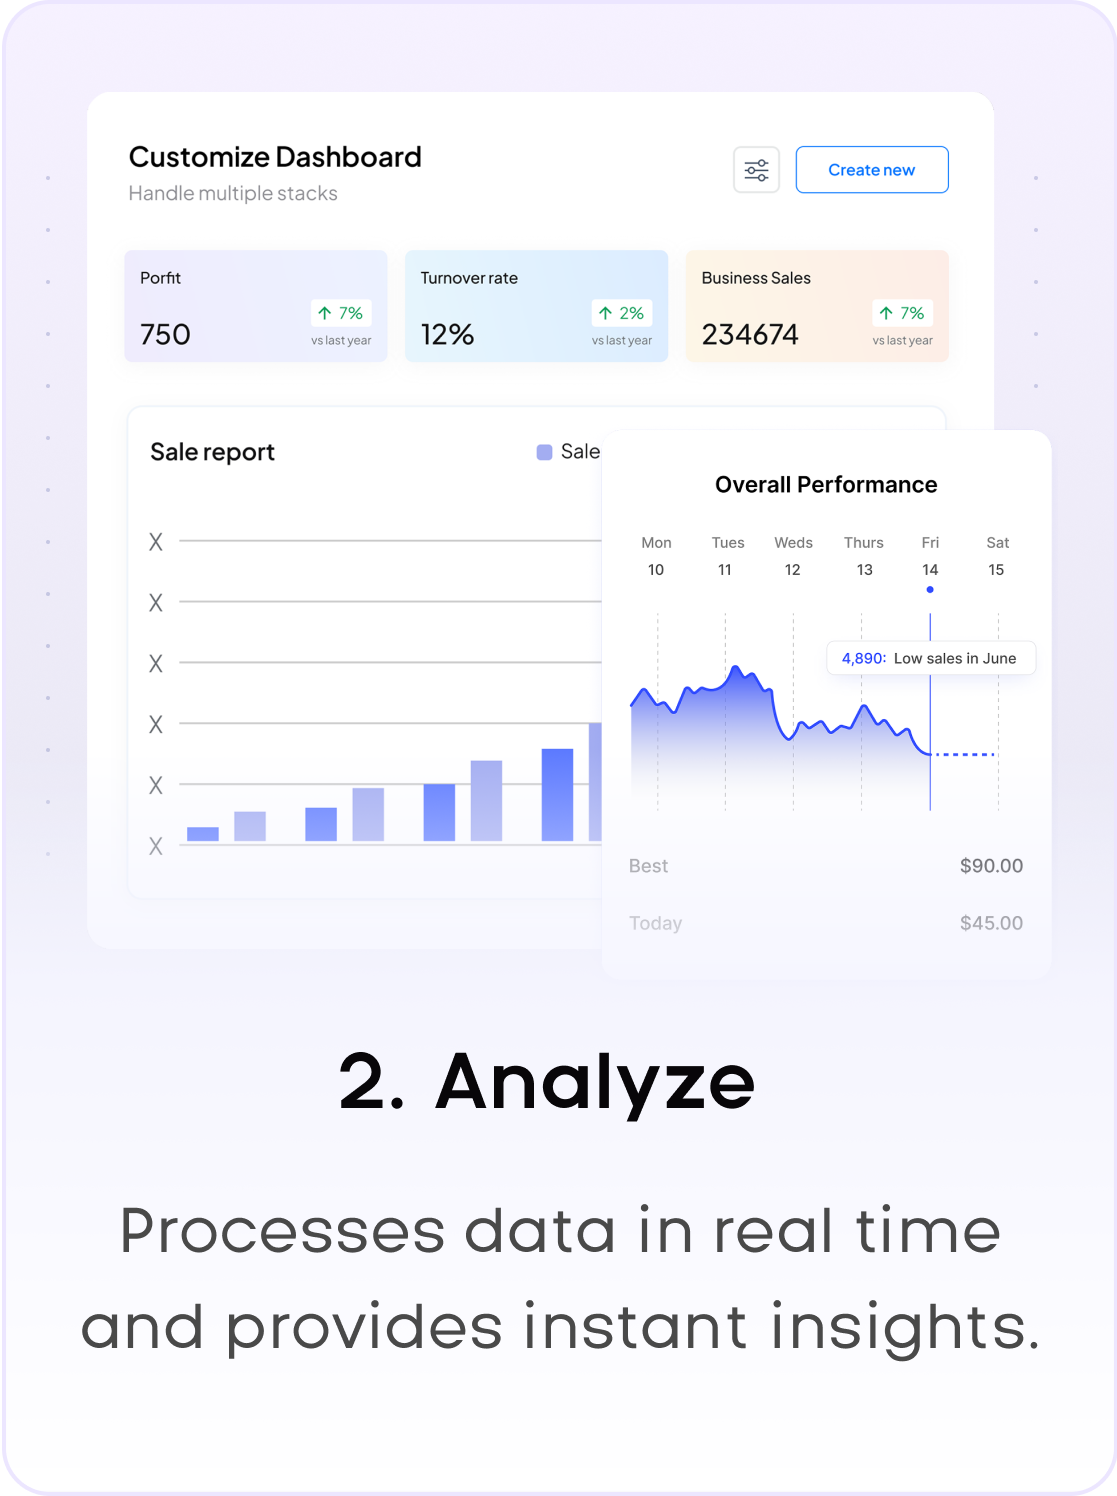 Customize Dashboard
Handle multiple stacks
Create new
Porfit
750
7%
vs last year
Turnover rate
12%
2%
vs last year
Business Sales
234674
7%
vs last year
Sale report
Sale
X
X
X
X
X
X
Overall Performance
Mon Tues Weds Thurs Fri Sat
10 11 12 13 14 15
4,890: Low sales in June
Best $90.00
Today $45.00
2. Analyze
Processes data in real time
and provides instant insights.